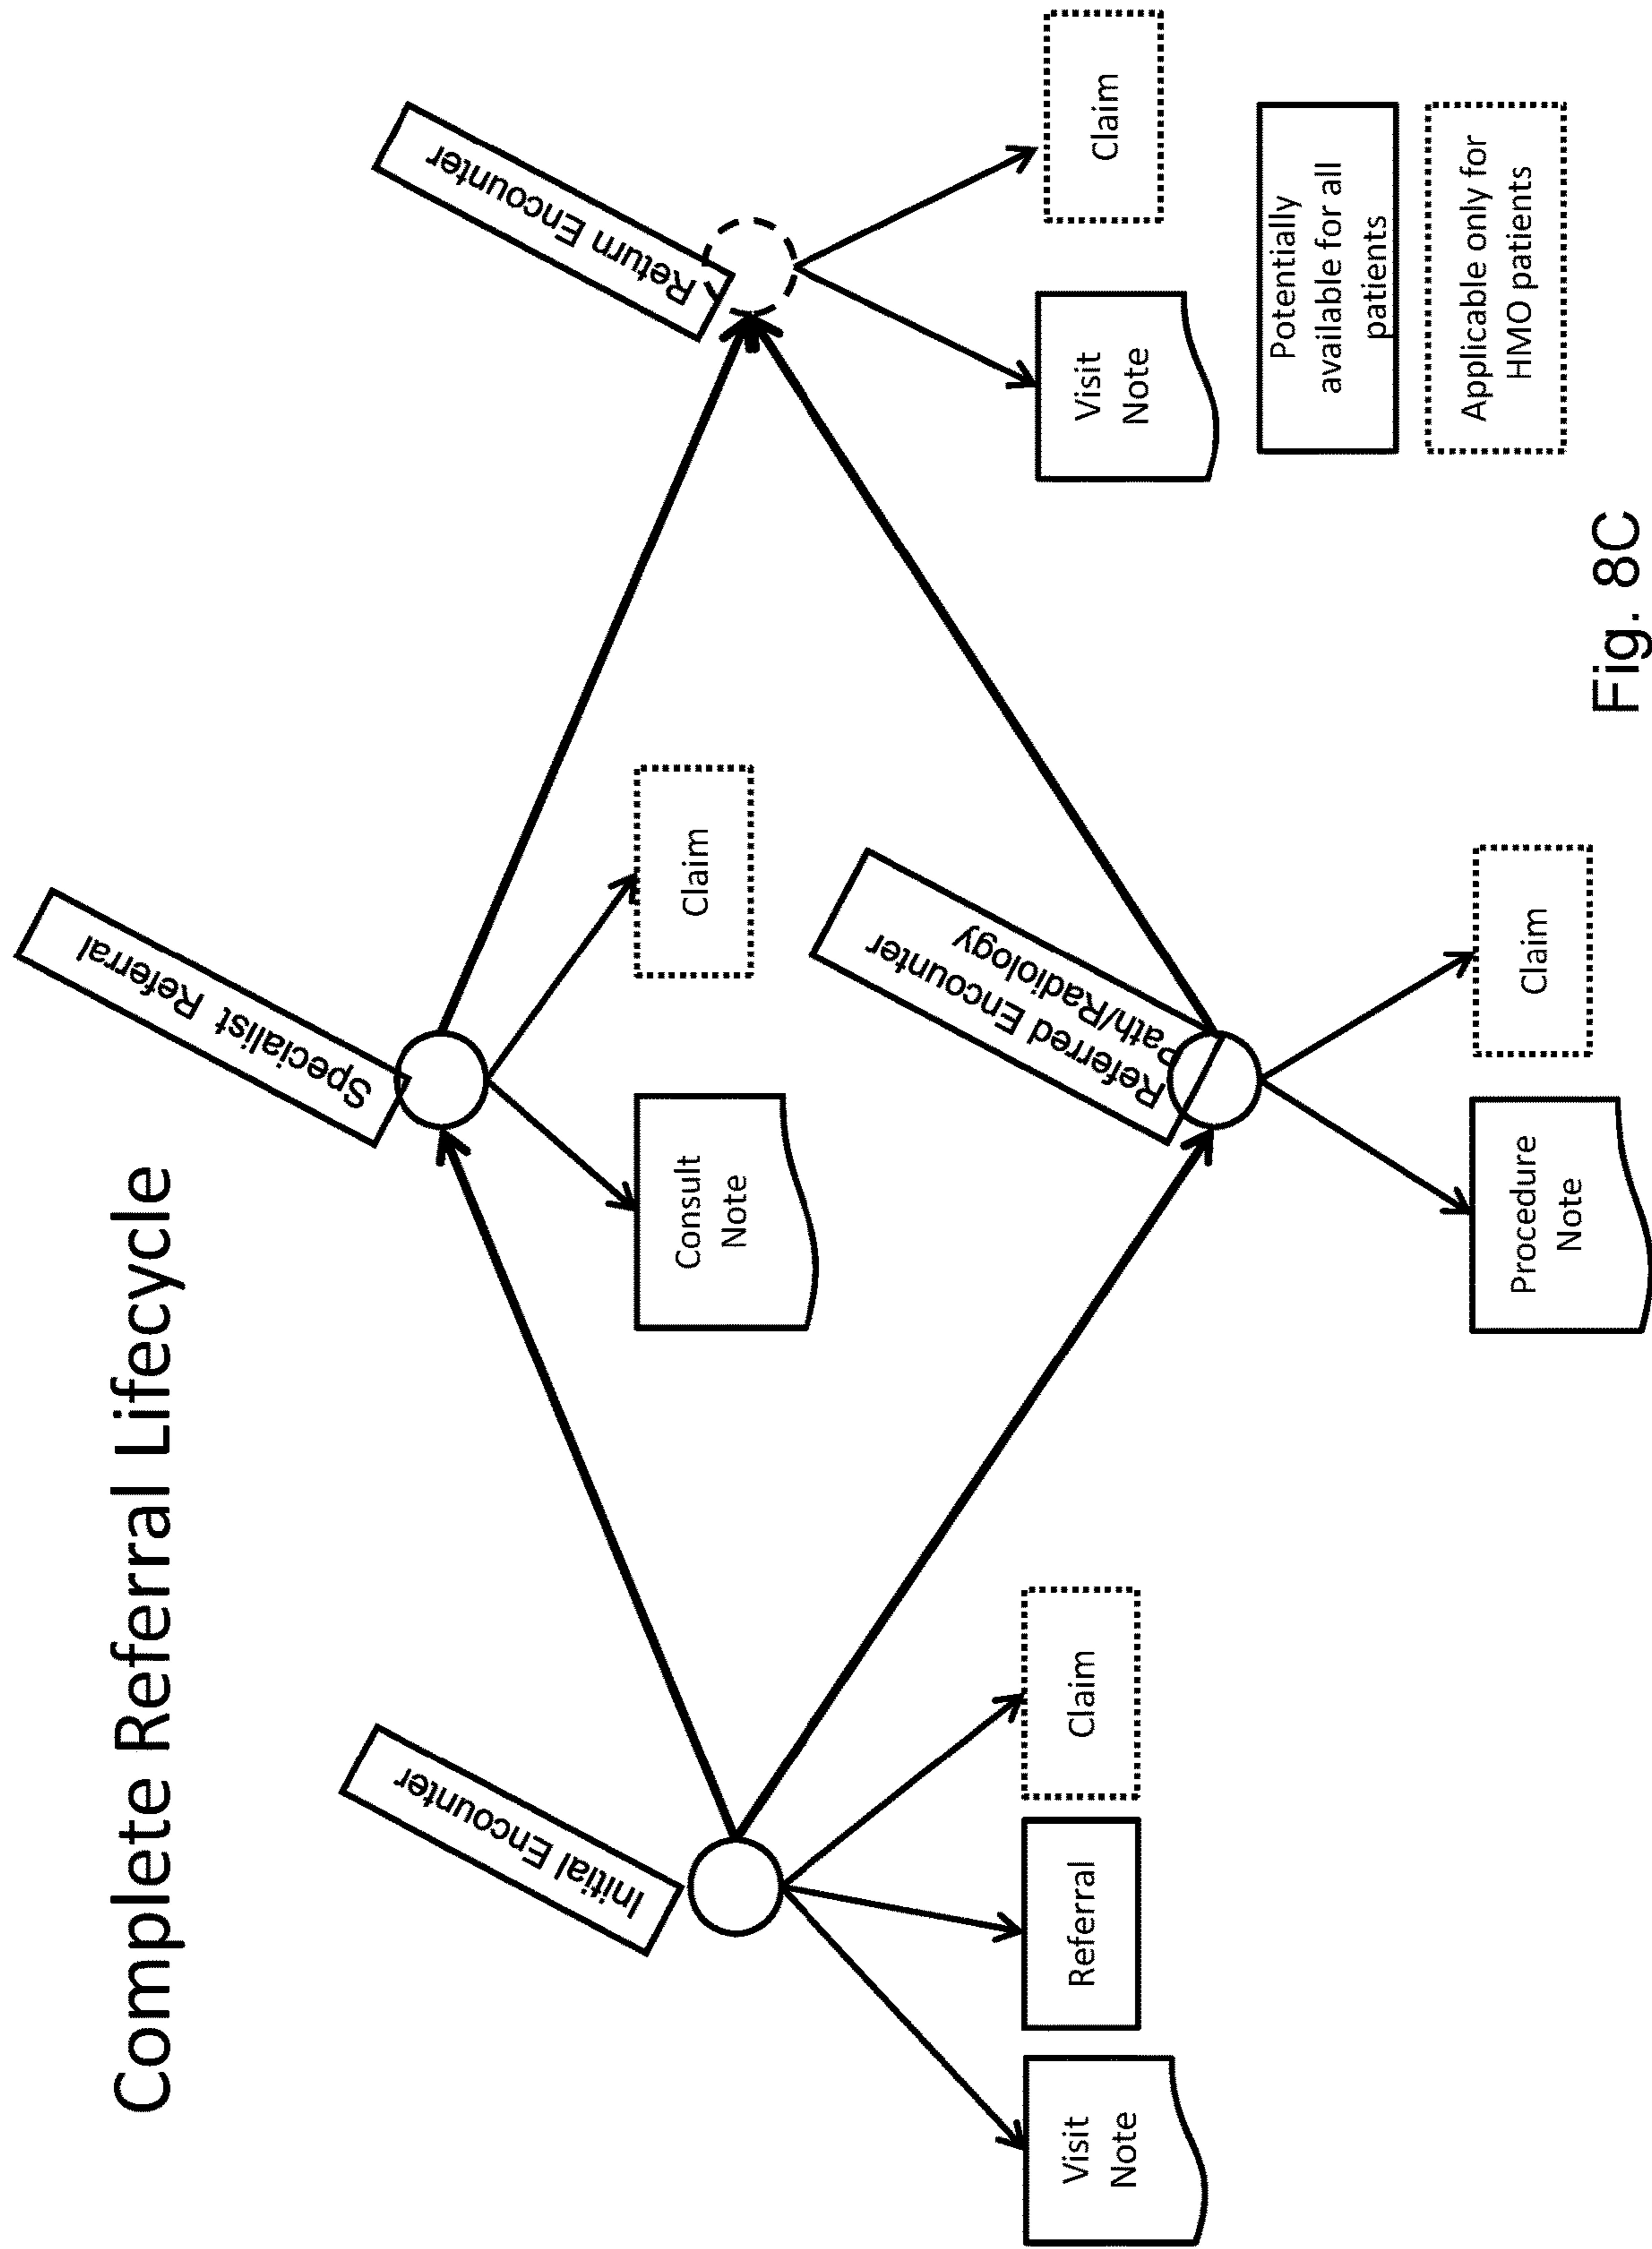 Complete Referral Lifecycle
Initial Encounter
Visit
Note
Referral
Claim
Specialist Referral
Consult
Note
Claim
Referred Encounter
Path/Radiology
Procedure
Note
Claim
Return Encounter
Visit
Note
Claim
Potentially
available for all
patients
Applicable only for
HMO patients
Fig. 8C